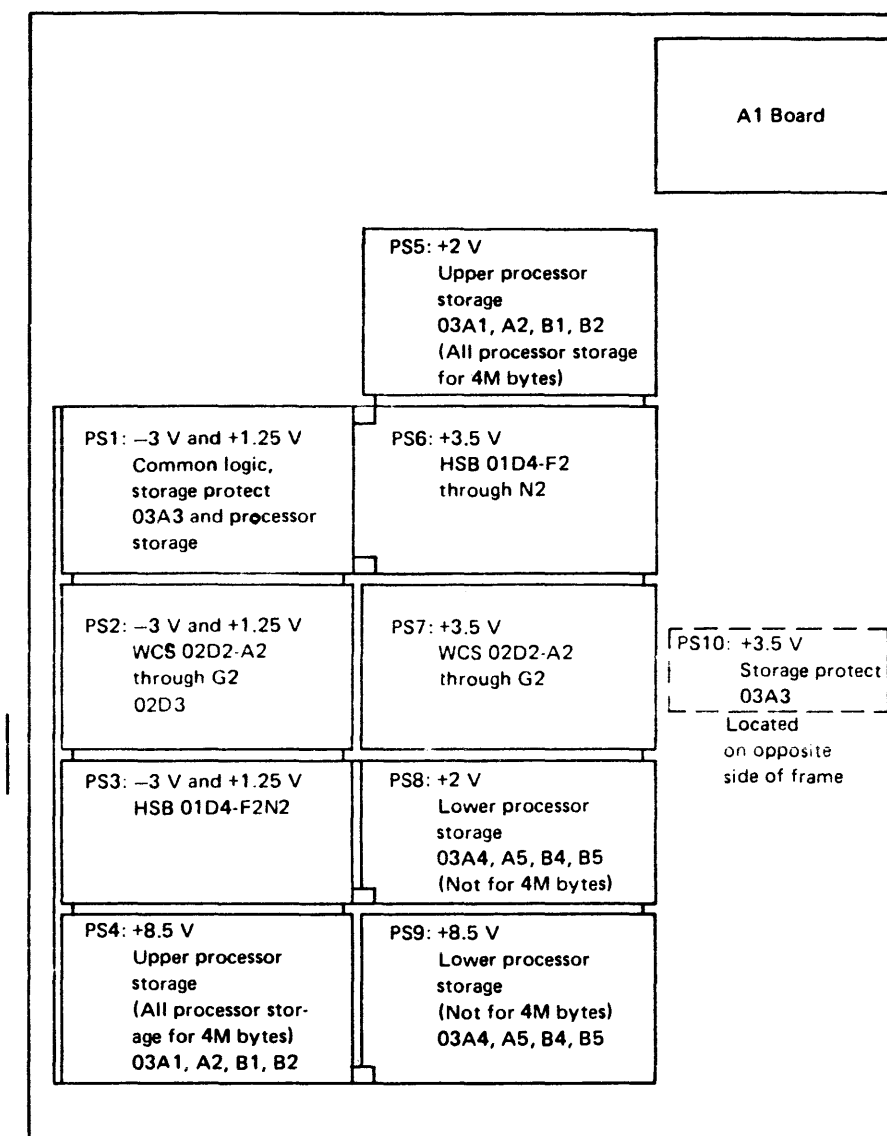 A1 Board
PS5: +2 V
Upper processor
storage
03A1, A2, B1, B2
(All processor storage
for 4M bytes)
PS1: −3 V and +1.25 V
Common logic,
storage protect
03A3 and processor
storage
PS6: +3.5 V
HSB 01D4-F2
through N2
PS2: −3 V and +1.25 V
WCS 02D2-A2
through G2
02D3
PS7: +3.5 V
WCS 02D2-A2
through G2
PS10: +3.5 V
Storage protect
03A3
Located
on opposite
side of frame
PS3: −3 V and +1.25 V
HSB 01D4-F2N2
PS8: +2 V
Lower processor
storage
03A4, A5, B4, B5
(Not for 4M bytes)
PS4: +8.5 V
Upper processor
storage
(All processor stor-
age for 4M bytes)
03A1, A2, B1, B2
PS9: +8.5 V
Lower processor
storage
(Not for 4M bytes)
03A4, A5, B4, B5